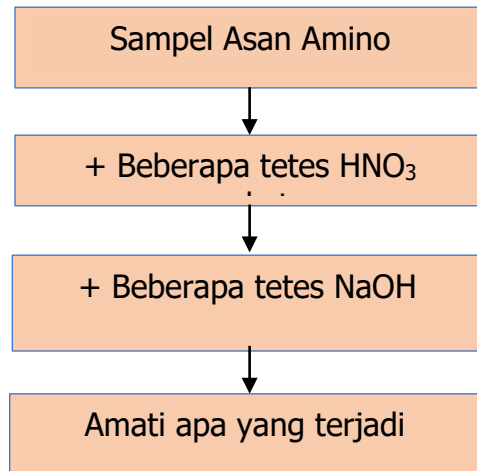 Sampel Asan Amino
+ Beberapa tetes HNO₃
+ Beberapa tetes NaOH
Amati apa yang terjadi